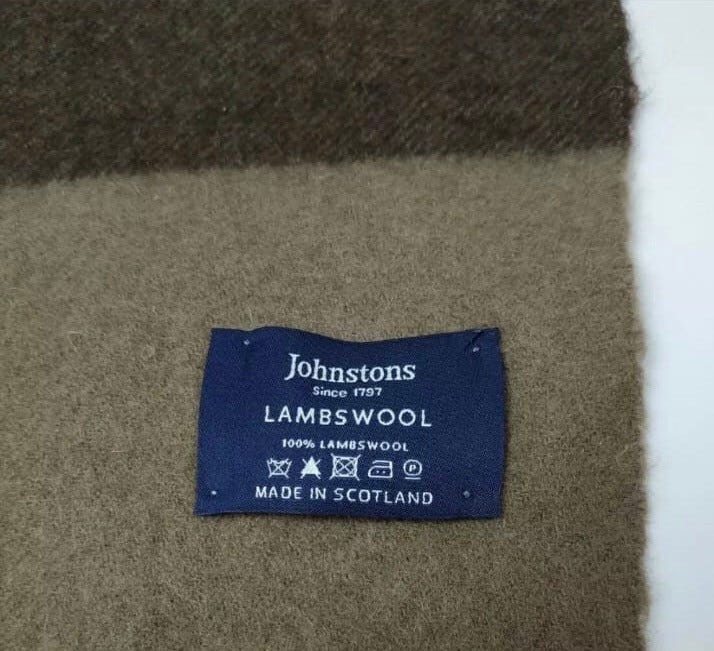 Johnstons
Since 1797
LAMBSWOOL
100% LAMBSWOOL
P
MADE IN SCOTLAND